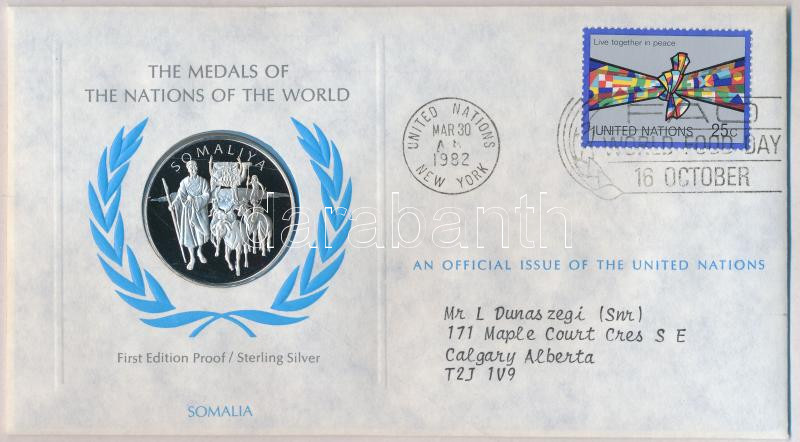 THE MEDALS OF
THE NATIONS OF THE WORLD
SOMALIYA
First Edition Proof / Sterling Silver
SOMALIA
Live together in peace
UNITED NATIONS 25c
UNITED NATIONS
MAR 30
1982
NEW YORK
FAO
WORLD FOOD DAY
16 OCTOBER
darabanth
AN OFFICIAL ISSUE OF THE UNITED NATIONS
Mr L Dunaszegi (Snr)
171 Maple Court Cres S E
Calgary Alberta
T2J 1V9